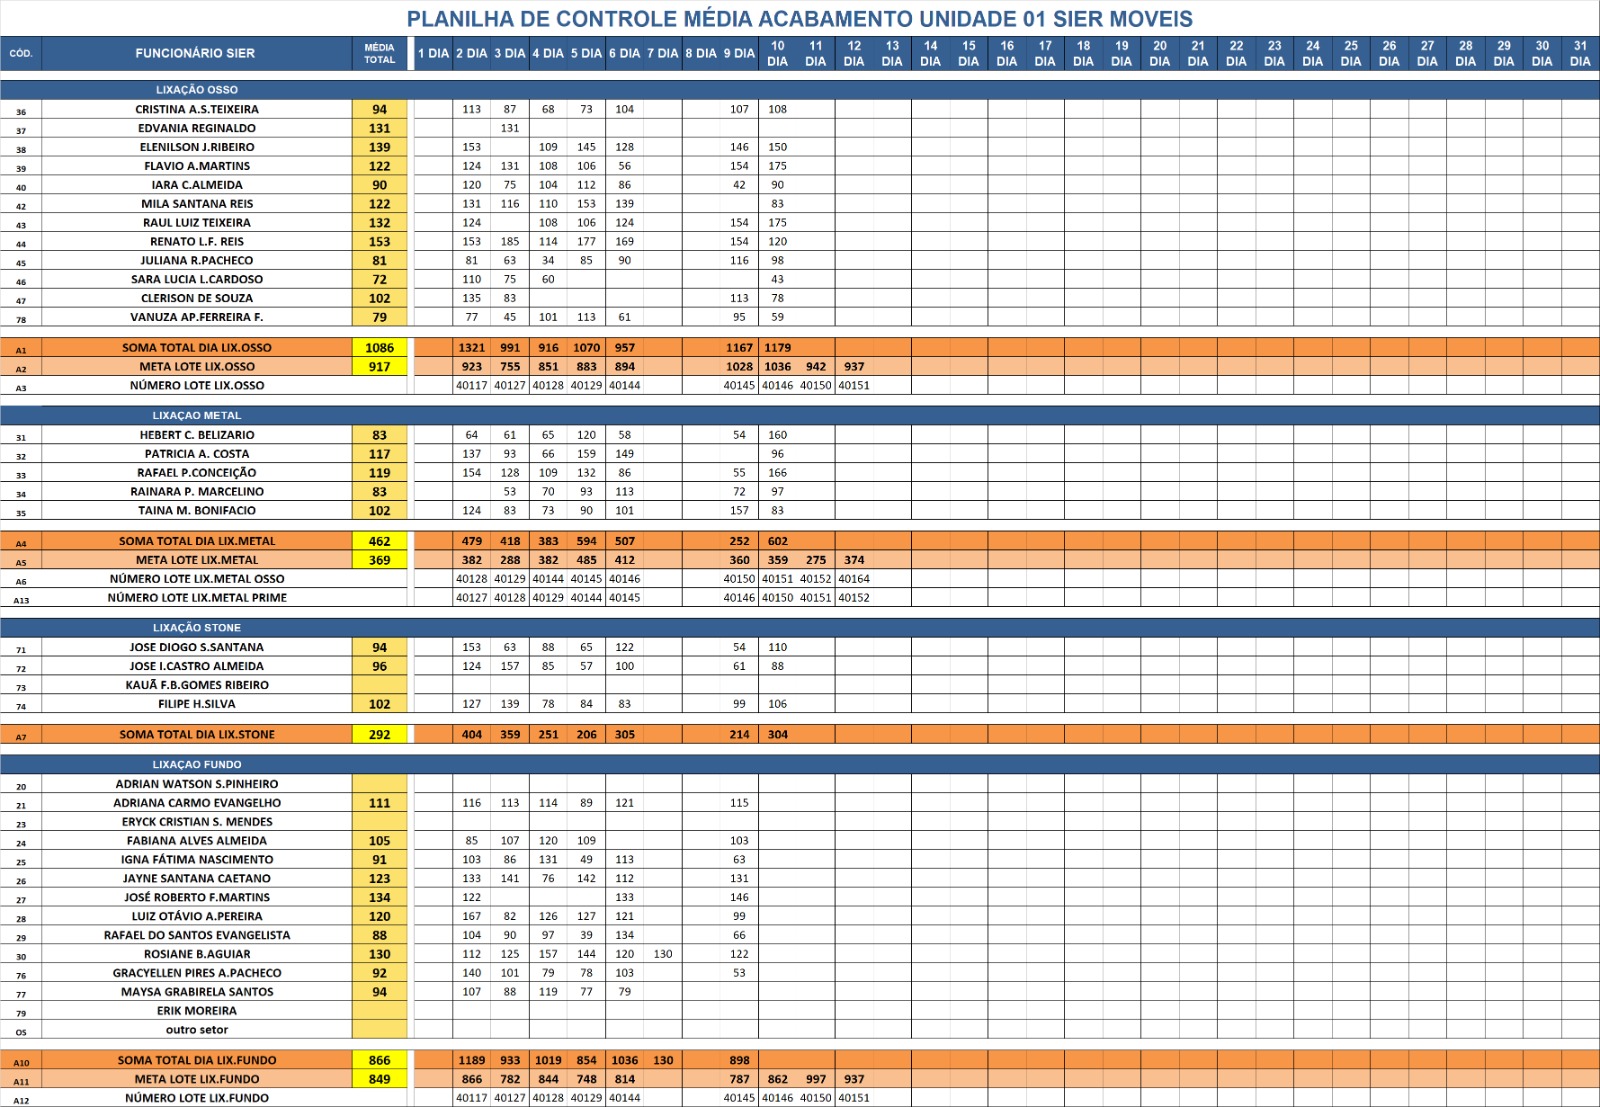 PLANILHA DE CONTROLE MÉDIA ACABAMENTO UNIDADE 01 SIER MOVEIS
CÓD. FUNCIONÁRIO SIER MÉDIA TOTAL 1 DIA 2 DIA 3 DIA 4 DIA 5 DIA 6 DIA 7 DIA 8 DIA 9 DIA 10 DIA 11 DIA 12 DIA 13 DIA 14 DIA 15 DIA 16 DIA 17 DIA 18 DIA 19 DIA 20 DIA 21 DIA 22 DIA 23 DIA 24 DIA 25 DIA 26 DIA 27 DIA 28 DIA 29 DIA 30 DIA 31 DIA
LIXAÇÃO OSSO
36 CRISTINA A.S.TEIXEIRA 94 113 87 68 73 104 107 108
37 EDVANIA REGINALDO 131 131
38 ELENILSON J.RIBEIRO 139 153 109 145 128 146 150
39 FLAVIO A.MARTINS 122 124 131 108 106 56 154 175
40 IARA C.ALMEIDA 90 120 75 104 112 86 42 90
42 MILA SANTANA REIS 122 131 116 110 153 139 83
43 RAUL LUIZ TEIXEIRA 132 124 108 106 124 154 175
44 RENATO L.F. REIS 153 153 185 114 177 169 154 120
45 JULIANA R.PACHECO 81 81 63 34 85 90 116 98
46 SARA LUCIA L.CARDOSO 72 110 75 60 43
47 CLERISON DE SOUZA 102 135 83 113 78
78 VANUZA AP.FERREIRA F. 79 77 45 101 113 61 95 59
A1 SOMA TOTAL DIA LIX.OSSO 1086 1321 991 916 1070 957 1167 1179
A2 META LOTE LIX.OSSO 917 923 755 851 883 894 1028 1036 942 937
A3 NÚMERO LOTE LIX.OSSO 40117 40127 40128 40129 40144 40145 40146 40150 40151
LIXAÇAO METAL
31 HEBERT C. BELIZARIO 83 64 61 65 120 58 54 160
32 PATRICIA A. COSTA 117 137 93 66 159 149 96
33 RAFAEL P.CONCEIÇÃO 119 154 128 109 132 86 55 166
34 RAINARA P. MARCELINO 83 53 70 93 113 72 97
35 TAINA M. BONIFACIO 102 124 83 73 90 101 157 83
A4 SOMA TOTAL DIA LIX.METAL 462 479 418 383 594 507 252 602
A5 META LOTE LIX.METAL 369 382 288 382 485 412 360 359 275 374
A6 NÚMERO LOTE LIX.METAL OSSO 40128 40129 40144 40145 40146 40150 40151 40152 40164
A13 NÚMERO LOTE LIX.METAL PRIME 40127 40128 40129 40144 40145 40146 40150 40151 40152
LIXAÇÃO STONE
71 JOSE DIOGO S.SANTANA 94 153 63 88 65 122 54 110
72 JOSE I.CASTRO ALMEIDA 96 124 157 85 57 100 61 88
73 KAUÃ F.B.GOMES RIBEIRO
74 FILIPE H.SILVA 102 127 139 78 84 83 99 106
A7 SOMA TOTAL DIA LIX.STONE 292 404 359 251 206 305 214 304
LIXAÇAO FUNDO
20 ADRIAN WATSON S.PINHEIRO
21 ADRIANA CARMO EVANGELHO 111 116 113 114 89 121 115
23 ERYCK CRISTIAN S. MENDES
24 FABIANA ALVES ALMEIDA 105 85 107 120 109 103
25 IGNA FÁTIMA NASCIMENTO 91 103 86 131 49 113 63
26 JAYNE SANTANA CAETANO 123 133 141 76 142 112 131
27 JOSÉ ROBERTO F.MARTINS 134 122 133 146
28 LUIZ OTÁVIO A.PEREIRA 120 167 82 126 127 121 99
29 RAFAEL DO SANTOS EVANGELISTA 88 104 90 97 39 134 66
30 ROSIANE B.AGUIAR 130 112 125 157 144 120 130 122
76 GRACYELLEN PIRES A.PACHECO 92 140 101 79 78 103 53
77 MAYSA GRABIRELA SANTOS 94 107 88 119 77 79
79 ERIK MOREIRA
OS outro setor
A10 SOMA TOTAL DIA LIX.FUNDO 866 1189 933 1019 854 1036 130 898
A11 META LOTE LIX.FUNDO 849 866 782 844 748 814 787 862 997 937
A12 NÚMERO LOTE LIX.FUNDO 40117 40127 40128 40129 40144 40145 40146 40150 40151